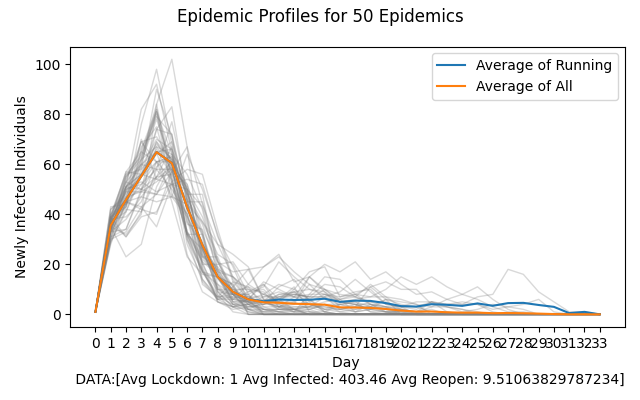 Epidemic Profiles for 50 Epidemics
Average of Running
Average of All
Newly Infected Individuals
100
80
60
40
20
0
0 1 2 3 4 5 6 7 8 9 10 11 12 13 14 15 16 17 18 19 20 21 22 23 24 25 26 27 28 29 30 31 32 33
Day
DATA:[Avg Lockdown: 1 Avg Infected: 403.46 Avg Reopen: 9.51063829787234]